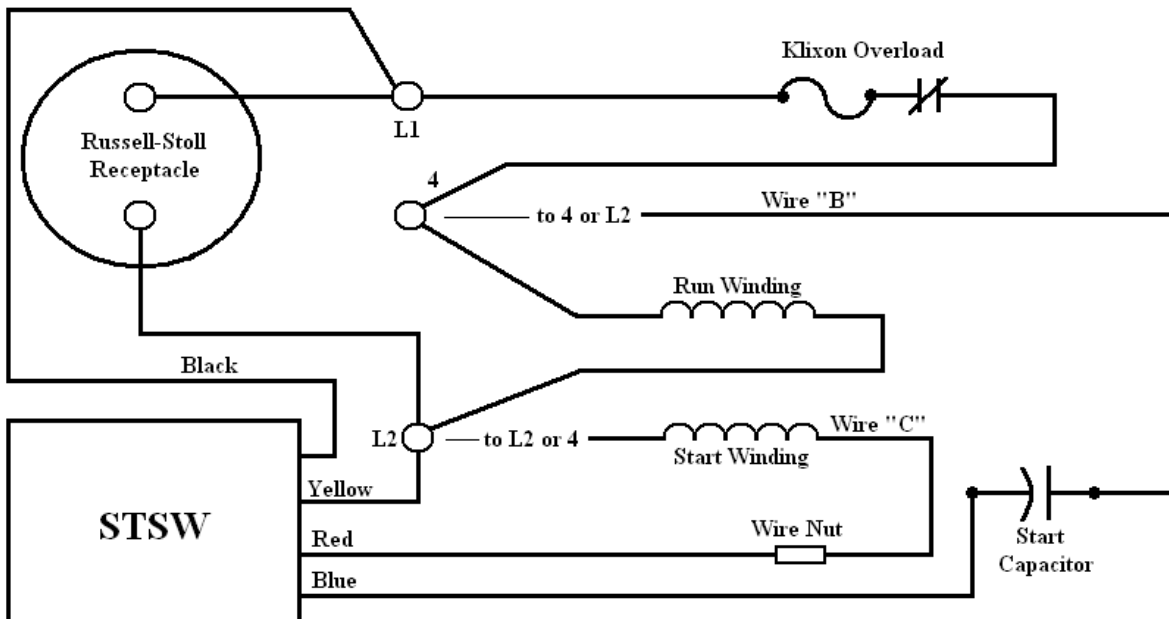 Klixon Overload
Russell-Stoll
Receptacle
L1
4
to 4 or L2
Wire "B"
Run Winding
Black
L2
to L2 or 4
Wire "C"
Start Winding
Yellow
STSW
Red
Wire Nut
Start
Capacitor
Blue